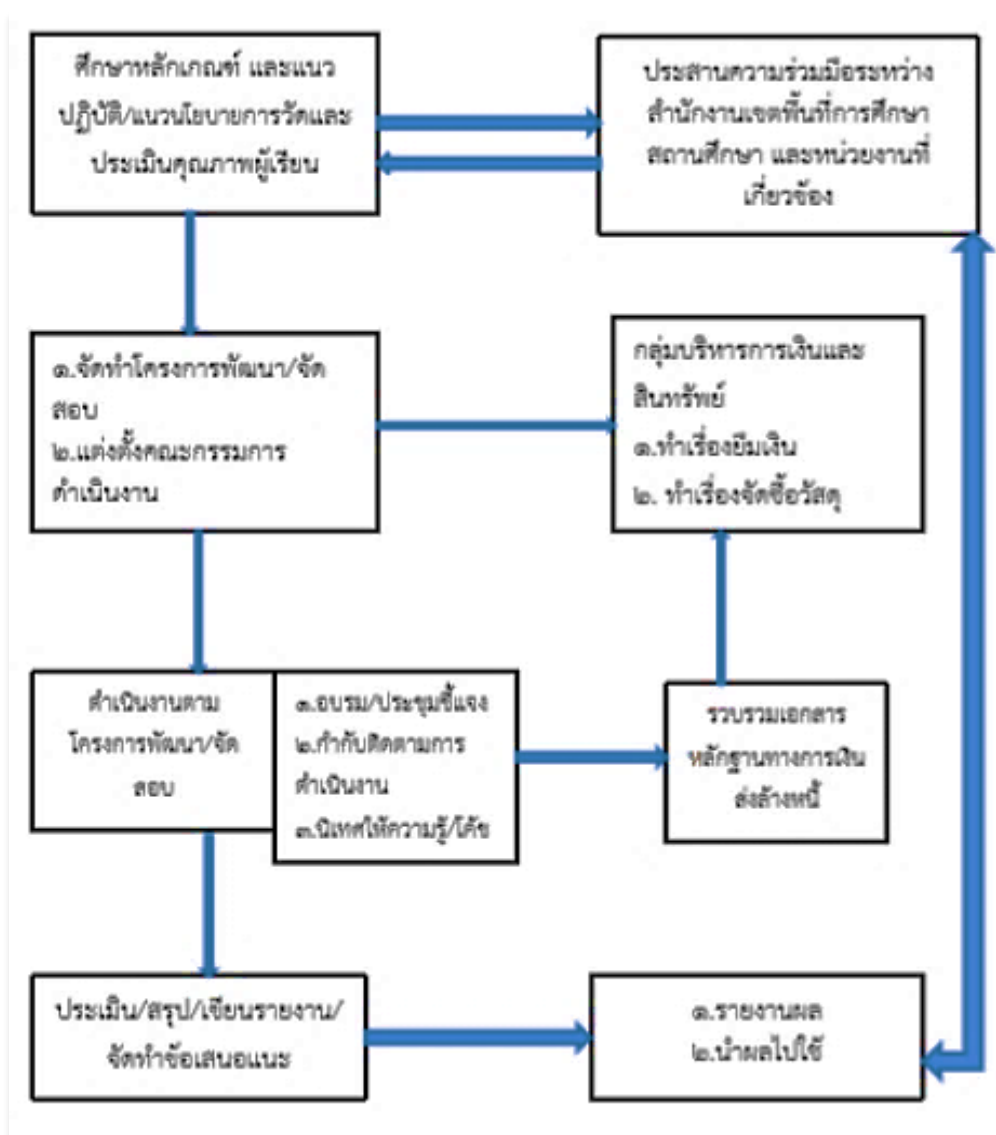 ศึกษาหลักเกณฑ์ และแนว
ปฏิบัติ/แนวนโยบายการวัดและ
ประเมินคุณภาพผู้เรียน
ประสานความร่วมมือระหว่าง
สำนักงานเขตพื้นที่การศึกษา
สถานศึกษา และหน่วยงานที่
เกี่ยวข้อง
๑.จัดทำโครงการพัฒนา/จัด
สอบ
๒.แต่งตั้งคณะกรรมการ
ดำเนินงาน
กลุ่มบริหารการเงินและ
สินทรัพย์
๑.ทำเรื่องยืมเงิน
๒. ทำเรื่องจัดซื้อวัสดุ
ดำเนินงานตาม
โครงการพัฒนา/จัด
สอบ
๑.อบรม/ประชุมชี้แจง
๒.กำกับติดตามการ
ดำเนินงาน
๓.นิเทศให้ความรู้/โค้ช
รวบรวมเอกสาร
หลักฐานทางการเงิน
ส่งล้างหนี้
ประเมิน/สรุป/เขียนรายงาน/
จัดทำข้อเสนอแนะ
๑.รายงานผล
๒.นำผลไปใช้